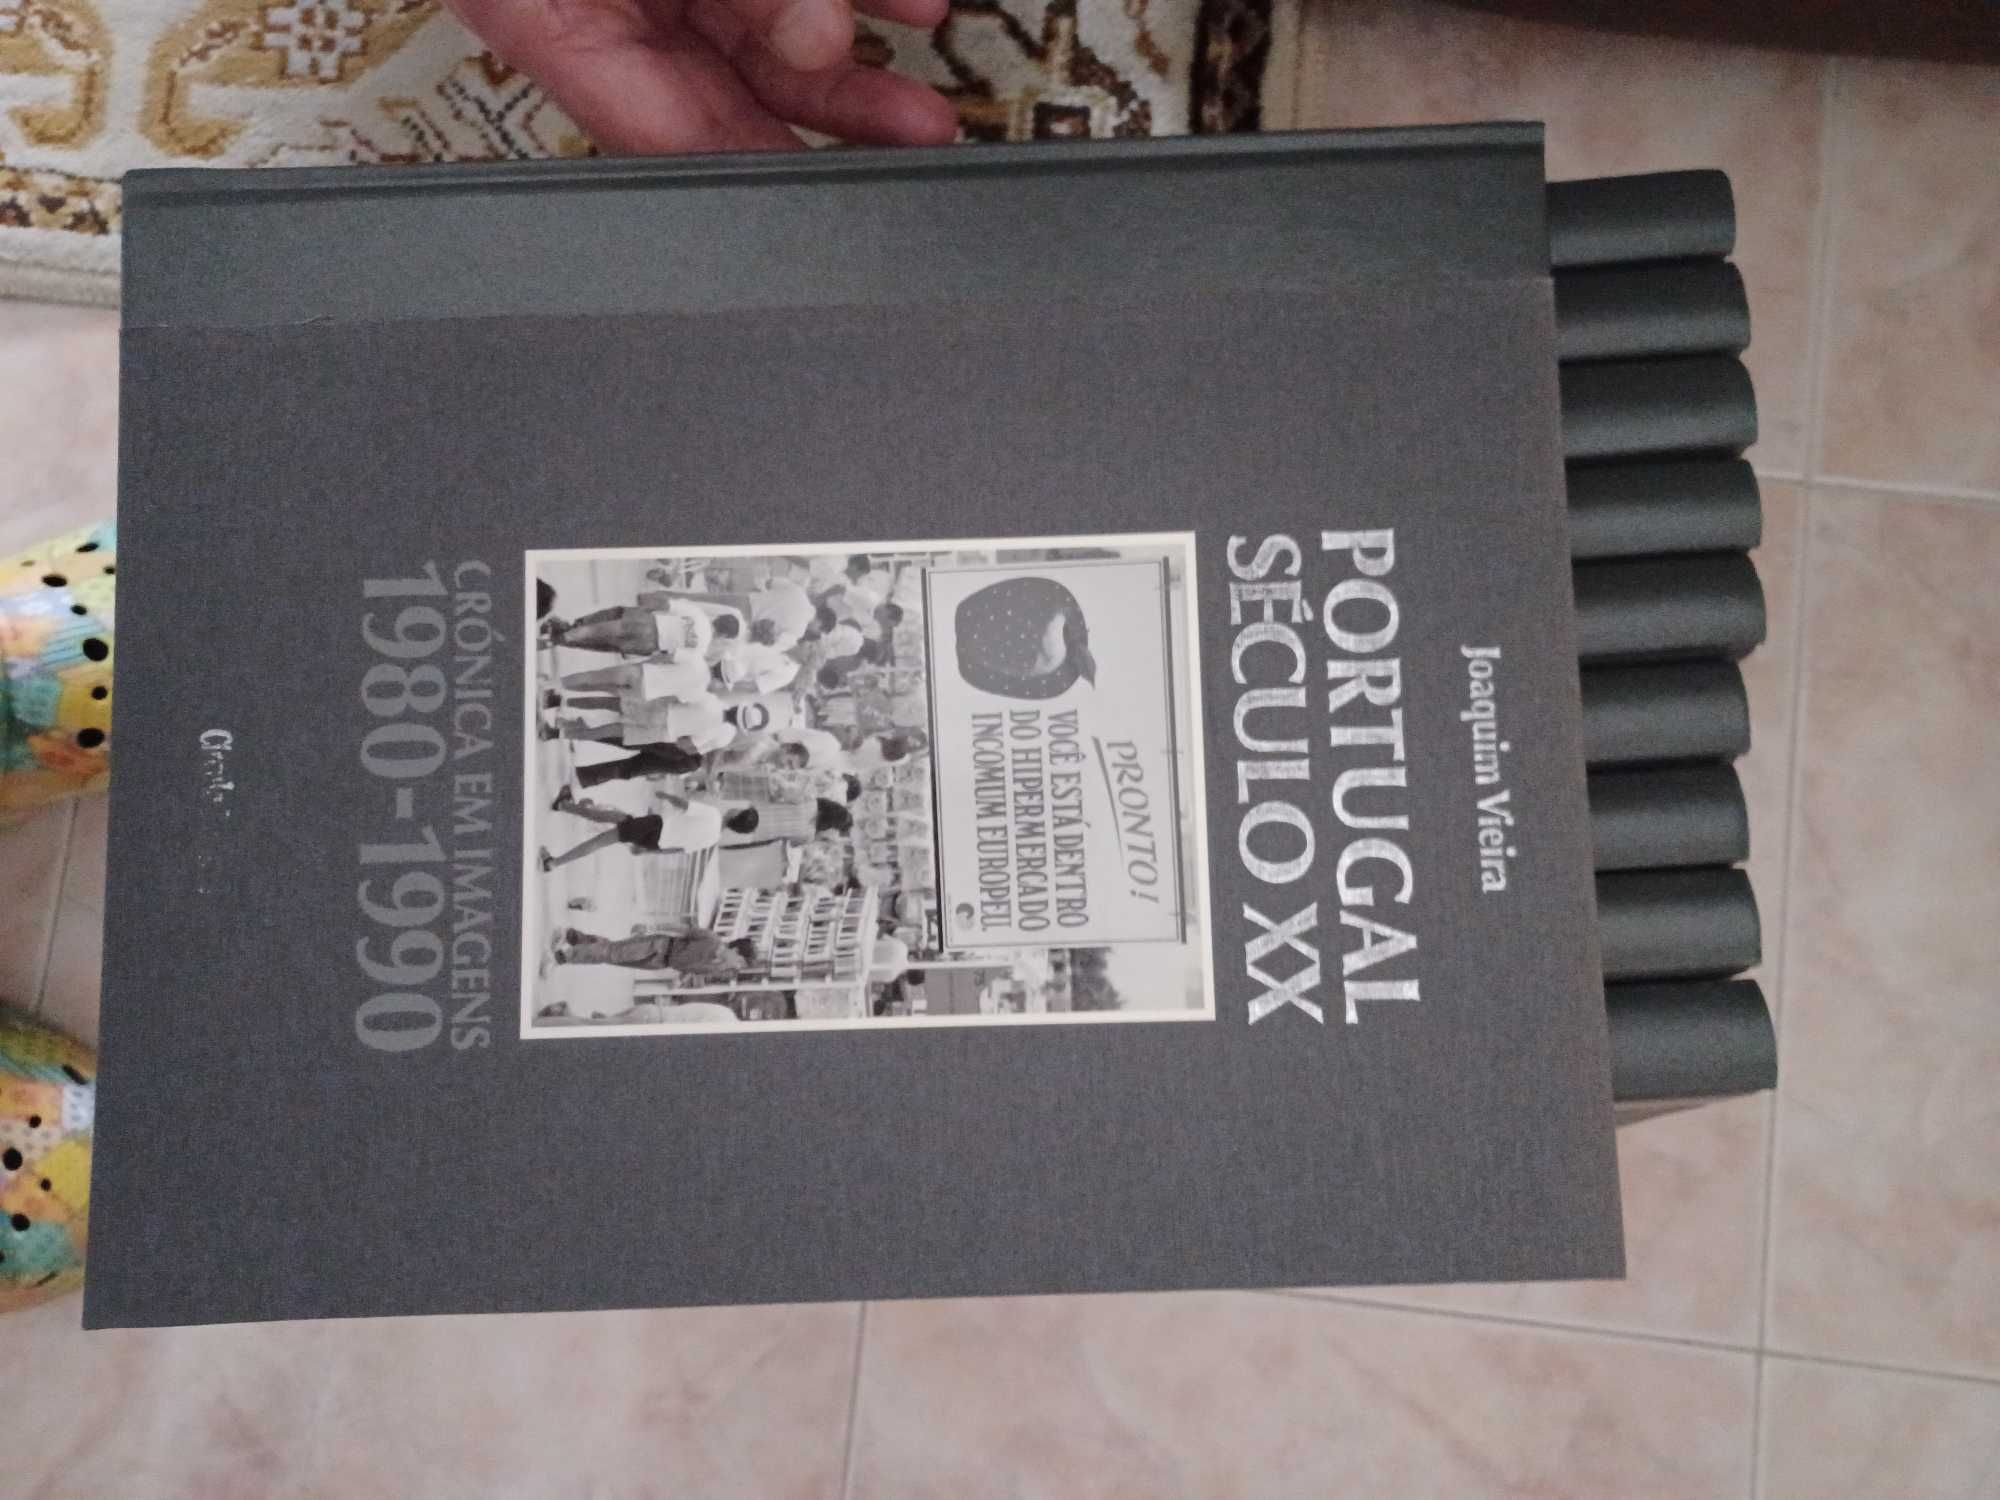 Joaquim Vieira
PORTUGAL
SÉCULO XX
PRONTO!
VOCÊ ESTÁ DENTRO
DO HIPERMERCADO
INCOMUM EUROPEU.
CRÓNICA EM IMAGENS
1980-1990